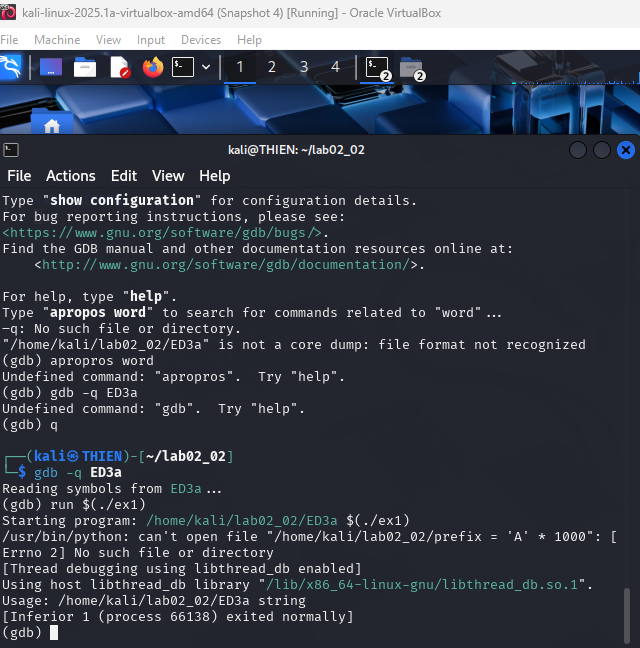 kali-linux-2025.1a-virtualbox-amd64 (Snapshot 4) [Running] - Oracle VirtualBox
File Machine View Input Devices Help
1 2 3 4 2 2
kali@THIEN: ~/lab02_02
File Actions Edit View Help
Type "show configuration" for configuration details.
For bug reporting instructions, please see:
<https://www.gnu.org/software/gdb/bugs/>.
Find the GDB manual and other documentation resources online at:
    <http://www.gnu.org/software/gdb/documentation/>.

For help, type "help".
Type "apropos word" to search for commands related to "word"...
−q: No such file or directory.
"/home/kali/lab02_02/ED3a" is not a core dump: file format not recognized
(gdb) apropros word
Undefined command: "apropros".  Try "help".
(gdb) gdb -q ED3a
Undefined command: "gdb".  Try "help".
(gdb) q

┌──(kali㉿THIEN)-[~/lab02_02]
└─$ gdb -q ED3a
Reading symbols from ED3a...
(gdb) run $(./ex1)
Starting program: /home/kali/lab02_02/ED3a $(./ex1)
/usr/bin/python: can't open file "/home/kali/lab02_02/prefix = 'A' * 1000": [
Errno 2] No such file or directory
[Thread debugging using libthread_db enabled]
Using host libthread_db library "/lib/x86_64-linux-gnu/libthread_db.so.1".
Usage: /home/kali/lab02_02/ED3a string
[Inferior 1 (process 66138) exited normally]
(gdb)